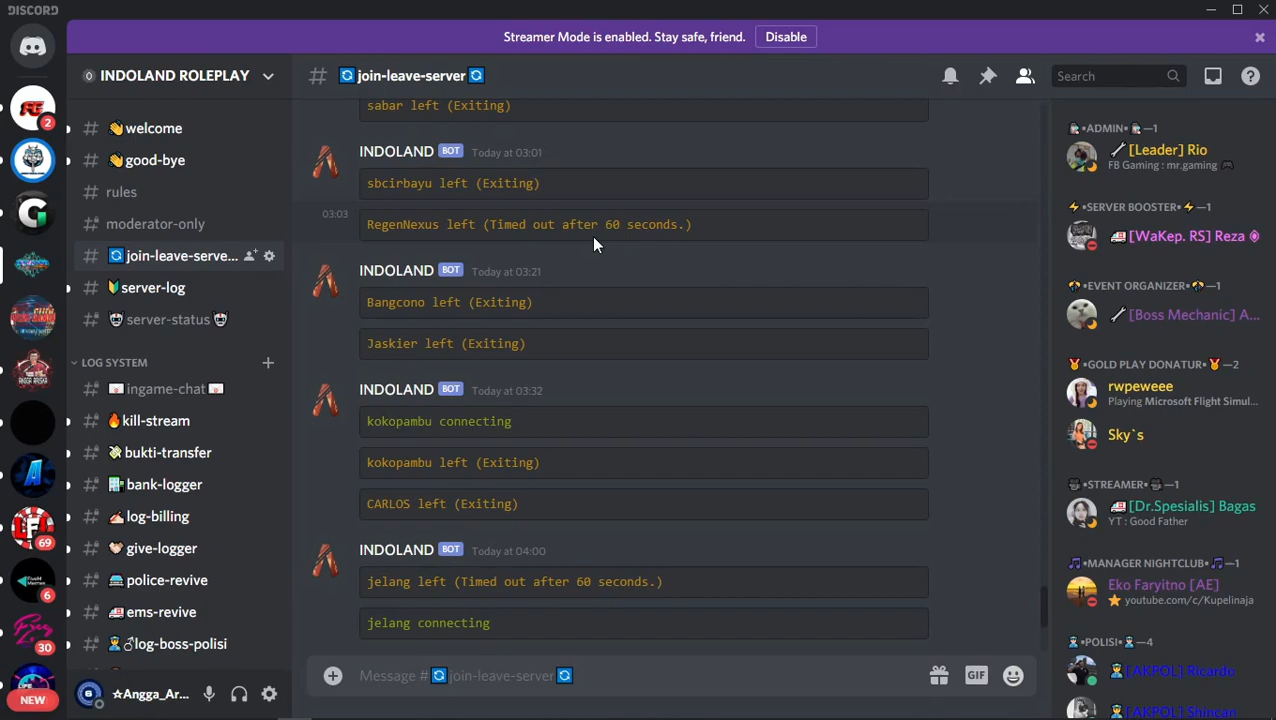 DISCORD
Streamer Mode is enabled. Stay safe, friend. Disable
INDOLAND ROLEPLAY
welcome
good-bye
rules
moderator-only
join-leave-serve...
server-log
server-status
LOG SYSTEM
ingame-chat
kill-stream
bukti-transfer
bank-logger
log-billing
give-logger
police-revive
ems-revive
log-boss-polisi
☆Angga_Ar...
2
69
6
30
NEW
# join-leave-server
Search
sabar left (Exiting)
INDOLAND BOT Today at 03:01
sbcirbayu left (Exiting)
03:03 RegenNexus left (Timed out after 60 seconds.)
INDOLAND BOT Today at 03:21
Bangcono left (Exiting)
Jaskier left (Exiting)
INDOLAND BOT Today at 03:32
kokopambu connecting
kokopambu left (Exiting)
CARLOS left (Exiting)
INDOLAND BOT Today at 04:00
jelang left (Timed out after 60 seconds.)
jelang connecting
Message # join-leave-server
GIF
ADMIN —1
[Leader] Rio
FB Gaming : mr.gaming
SERVER BOOSTER —1
[WaKep. RS] Reza
EVENT ORGANIZER —1
[Boss Mechanic] A...
GOLD PLAY DONATUR —2
rwpeweee
Playing Microsoft Flight Simul...
Sky`s
STREAMER —1
[Dr.Spesialis] Bagas
YT : Good Father
MANAGER NIGHTCLUB —1
Eko Faryitno [AE]
youtube.com/c/Kupelinaja
POLISI —4
[AKPOL] Ricardo
[AKPOL] Shincan